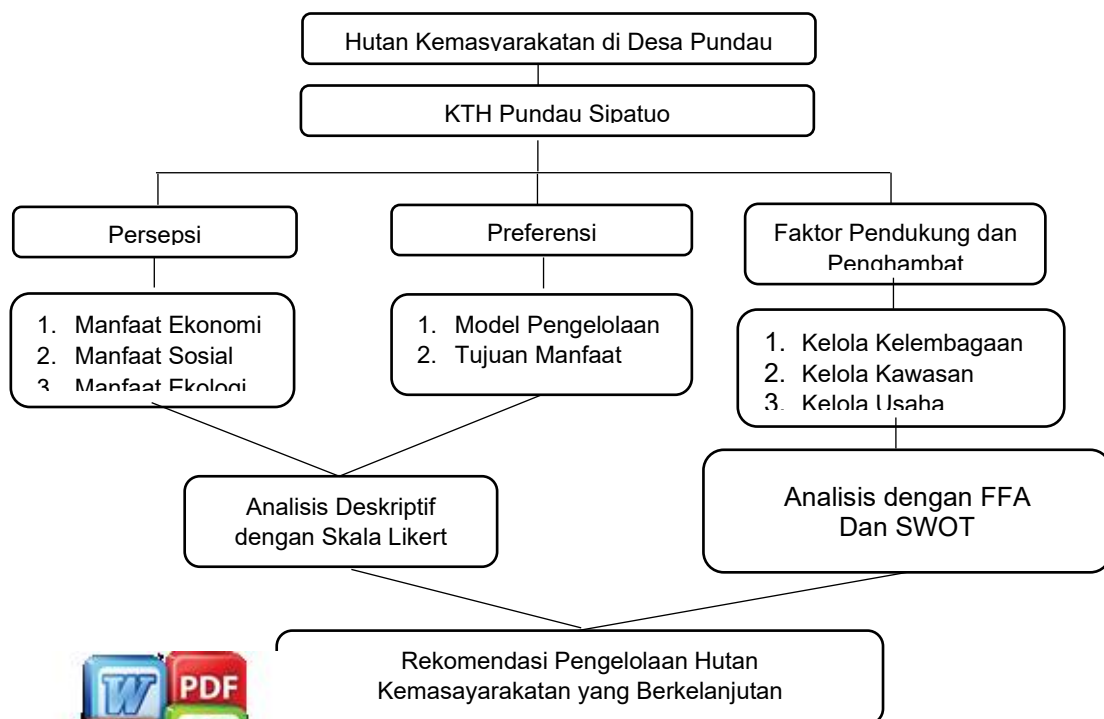 Hutan Kemasyarakatan di Desa Pundau
KTH Pundau Sipatuo
Persepsi
Preferensi
Faktor Pendukung dan
Penghambat
1. Manfaat Ekonomi
2. Manfaat Sosial
3. Manfaat Ekologi
1. Model Pengelolaan
2. Tujuan Manfaat
1. Kelola Kelembagaan
2. Kelola Kawasan
3. Kelola Usaha
Analisis Deskriptif
dengan Skala Likert
Analisis dengan FFA
Dan SWOT
Rekomendasi Pengelolaan Hutan
Kemasayarakatan yang Berkelanjutan
W PDF